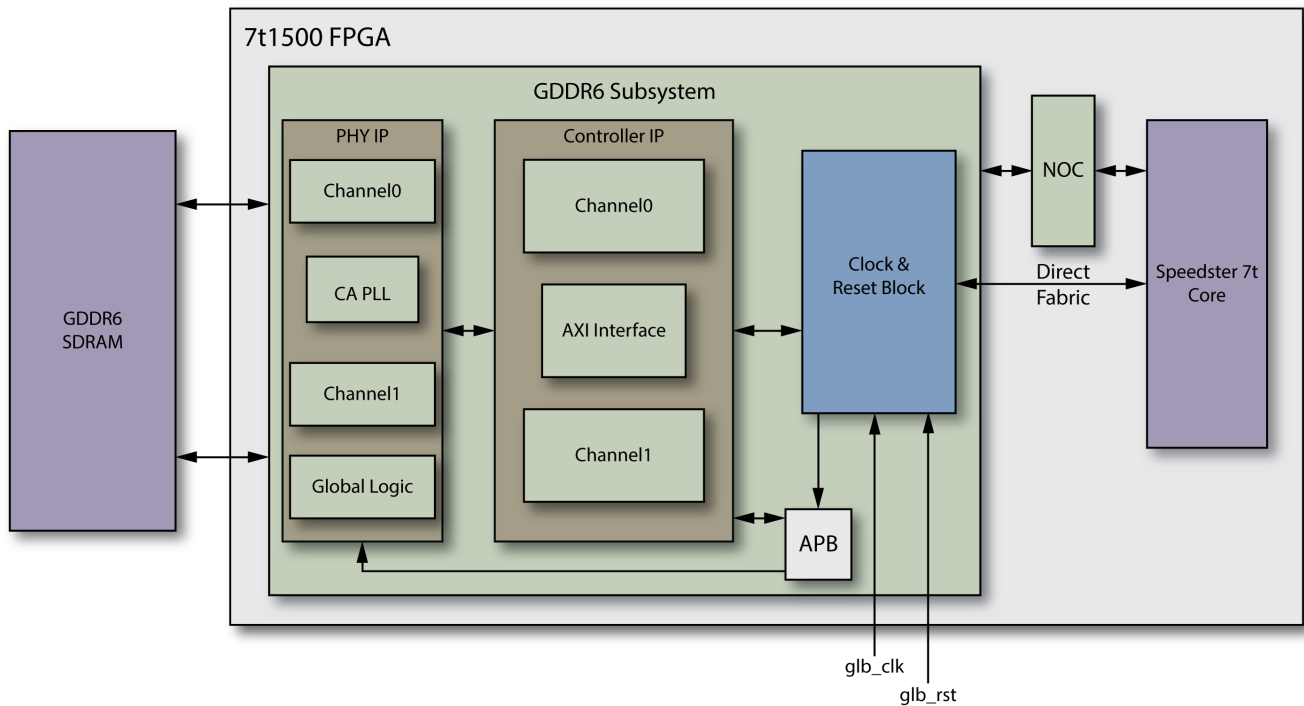 7t1500 FPGA
GDDR6 Subsystem
PHY IP
Channel0
CA PLL
Channel1
Global Logic
Controller IP
Channel0
AXI Interface
Channel1
Clock &
Reset Block
APB
NOC
Direct
Fabric
Speedster 7t
Core
GDDR6
SDRAM
glb_clk
glb_rst